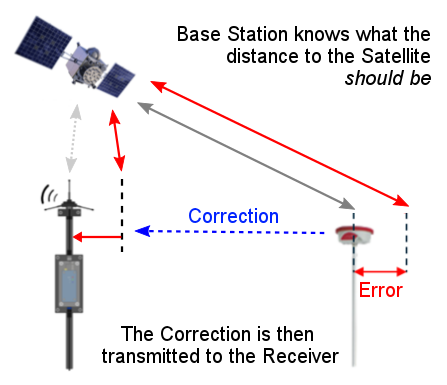 Base Station knows what the
distance to the Satellite
should be
Correction
Error
The Correction is then
transmitted to the Receiver